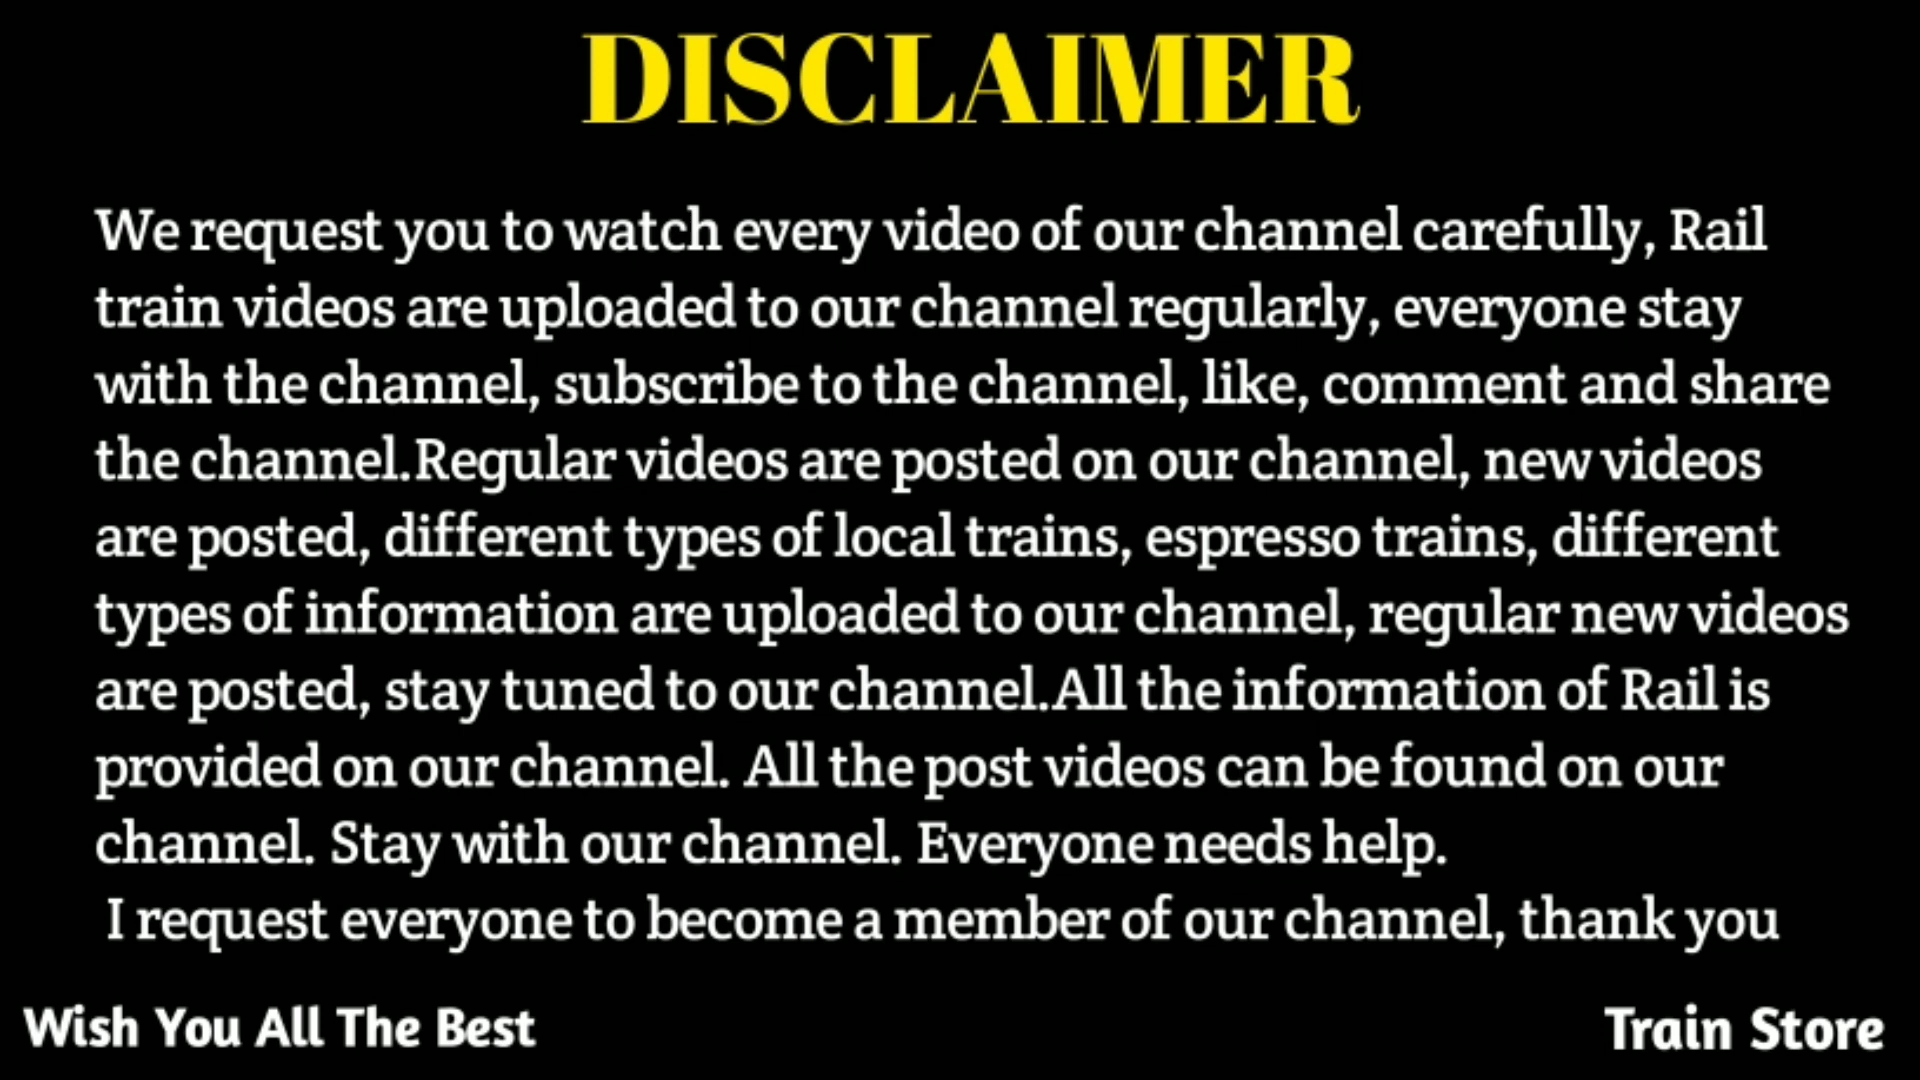 DISCLAIMER
We request you to watch every video of our channel carefully, Rail
train videos are uploaded to our channel regularly, everyone stay
with the channel, subscribe to the channel, like, comment and share
the channel.Regular videos are posted on our channel, new videos
are posted, different types of local trains, espresso trains, different
types of information are uploaded to our channel, regular new videos
are posted, stay tuned to our channel.All the information of Rail is
provided on our channel. All the post videos can be found on our
channel. Stay with our channel. Everyone needs help.
I request everyone to become a member of our channel, thank you
Wish You All The Best
Train Store